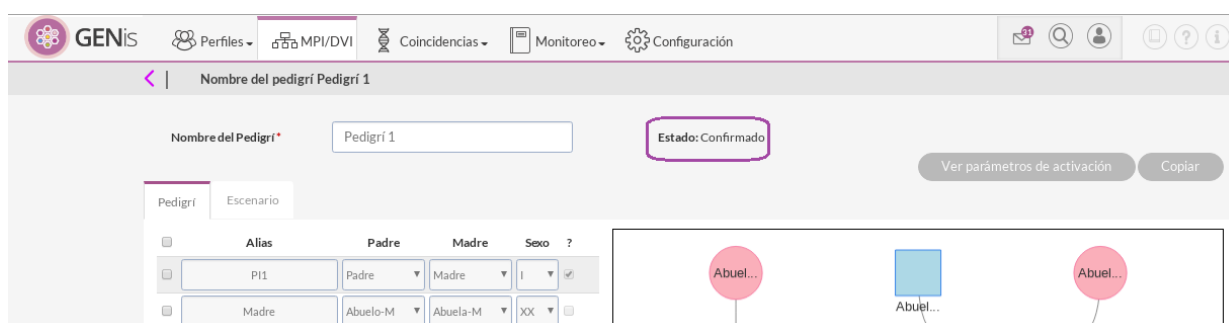 GENis Perfiles MPI/DVI Coincidencias Monitoreo Configuración 31
Nombre del pedigrí Pedigrí 1
Nombre del Pedigrí* Pedigrí 1 Estado: Confirmado
Ver parámetros de activación Copiar
Pedigrí Escenario
Alias Padre Madre Sexo ?
PI1 Padre Madre I
Abuel... Abuel...
Madre Abuelo-M Abuela-M XX
Abuel...